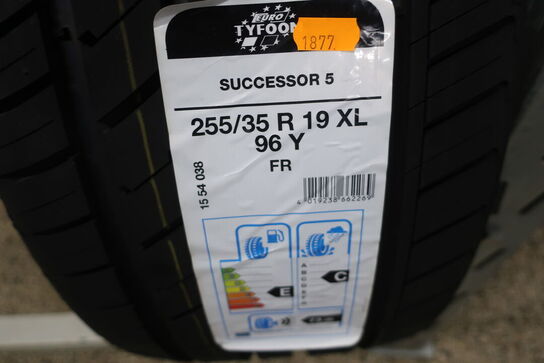 EURO
TYFOON
1877
SUCCESSOR 5
255/35 R 19 XL
96 Y
FR
15 54 038
4 019238 662269
A
B
C
E
C